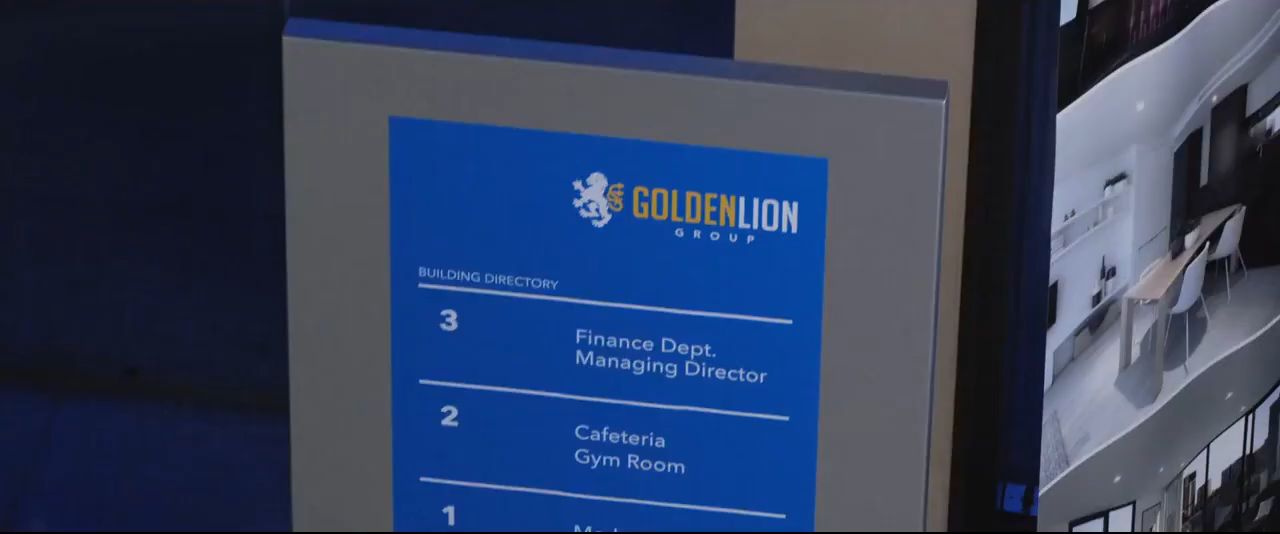 GOLDENLION
GROUP
BUILDING DIRECTORY
3
Finance Dept.
Managing Director
2
Cafeteria
Gym Room
1